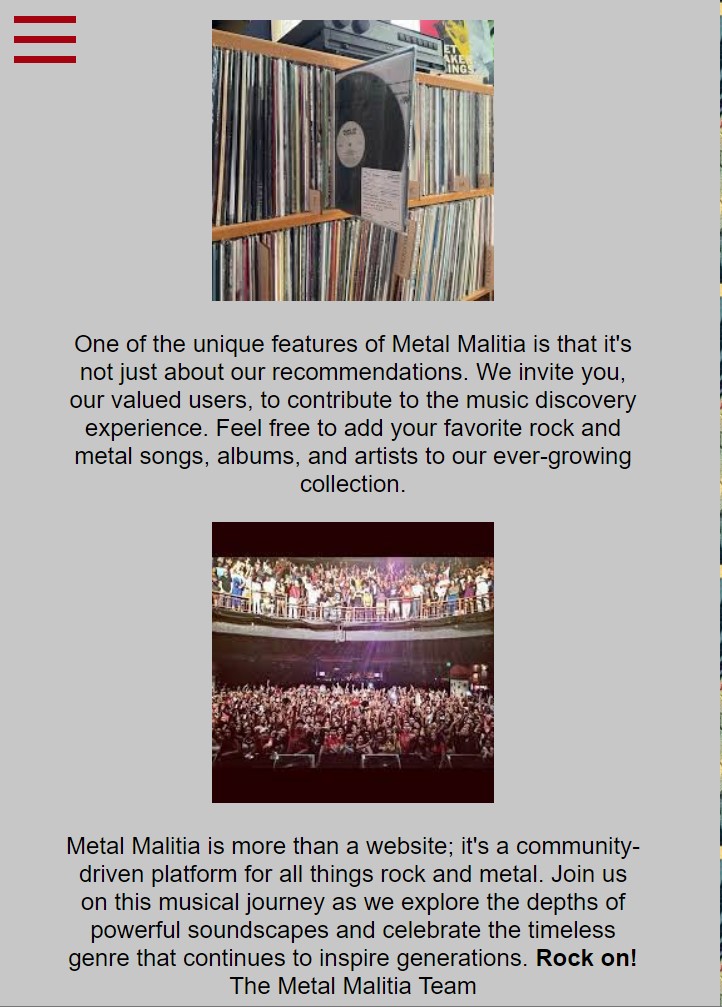 ET
AKE
INGS
One of the unique features of Metal Malitia is that it's
not just about our recommendations. We invite you,
our valued users, to contribute to the music discovery
experience. Feel free to add your favorite rock and
metal songs, albums, and artists to our ever-growing
collection.
Metal Malitia is more than a website; it's a community-
driven platform for all things rock and metal. Join us
on this musical journey as we explore the depths of
powerful soundscapes and celebrate the timeless
genre that continues to inspire generations. Rock on!
The Metal Malitia Team